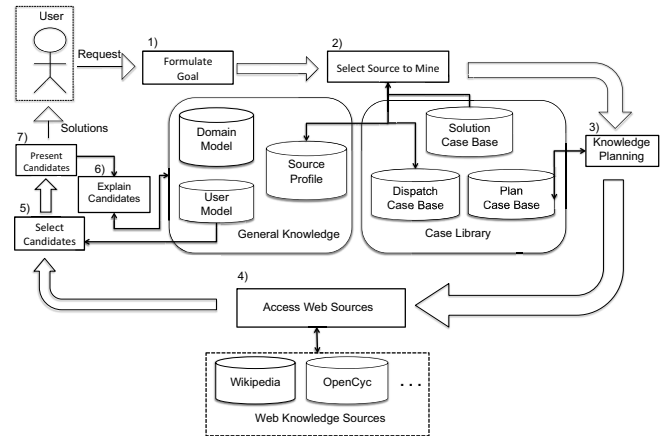 User
Request
1)
Formulate
Goal
2)
Select Source to Mine
3)
Knowledge
Planning
Solutions
7)
Present
Candidates
6)
Explain
Candidates
5)
Select
Candidates
Domain
Model
User
Model
Source
Profile
General Knowledge
Solution
Case Base
Dispatch
Case Base
Plan
Case Base
Case Library
4)
Access Web Sources
Wikipedia
OpenCyc
. . .
Web Knowledge Sources